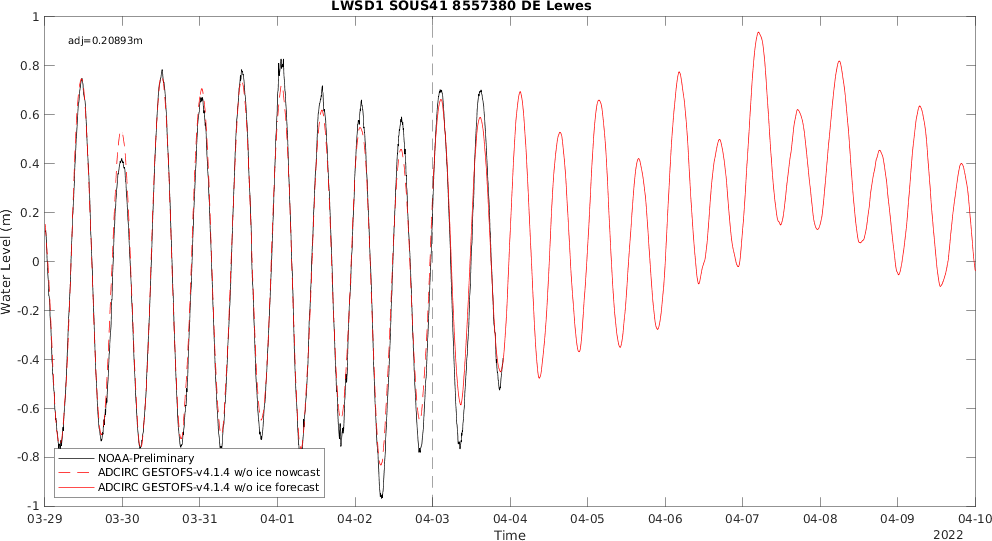 LWSD1 SOUS41 8557380 DE Lewes
adj=0.20893m
Water Level (m)
1
0.8
0.6
0.4
0.2
0
-0.2
-0.4
-0.6
-0.8
-1
NOAA-Preliminary
ADCIRC GESTOFS-v4.1.4 w/o ice nowcast
ADCIRC GESTOFS-v4.1.4 w/o ice forecast
03-29 03-30 03-31 04-01 04-02 04-03 04-04 04-05 04-06 04-07 04-08 04-09 04-10
Time
2022